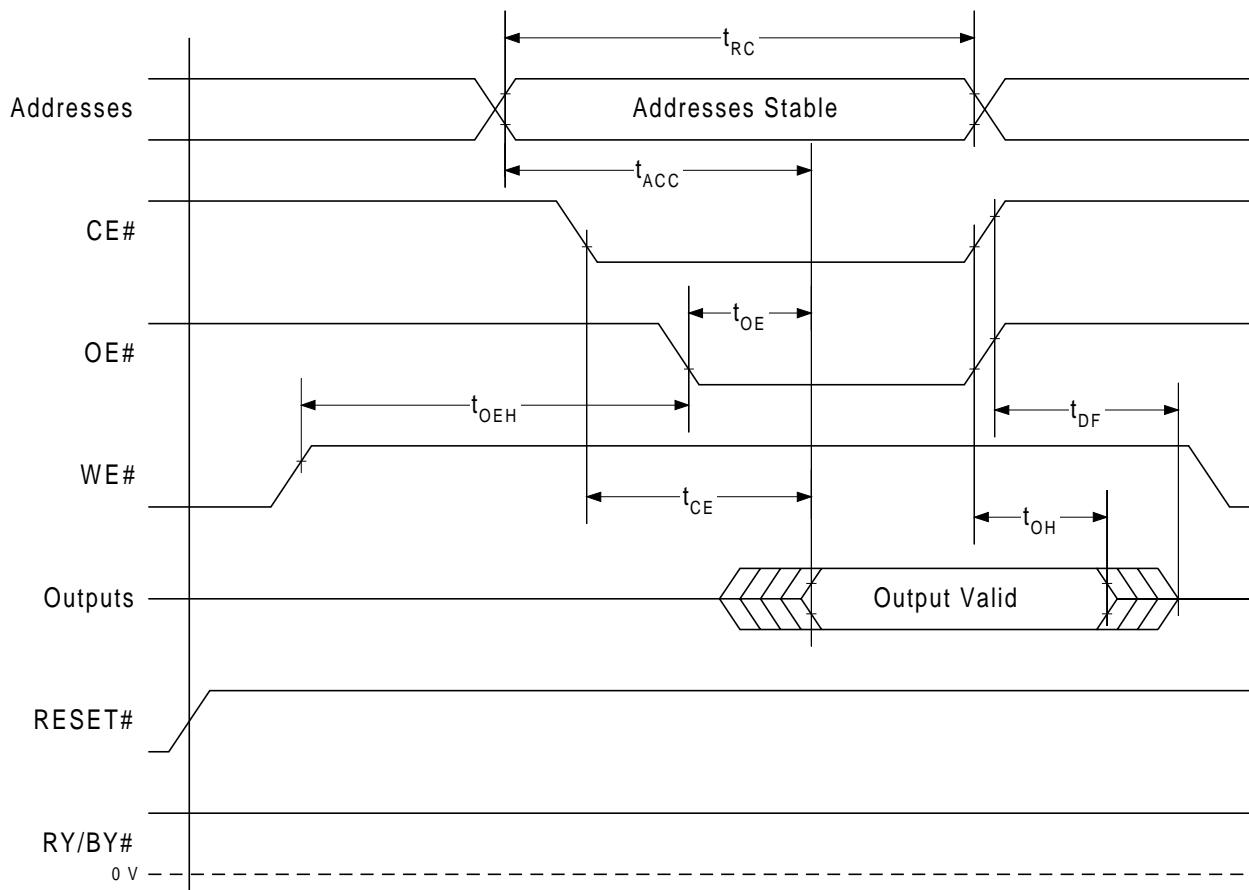 tRC
Addresses
Addresses Stable
tACC
CE#
tOE
OE#
tOEH
tDF
WE#
tCE
tOH
Outputs
Output Valid
RESET#
RY/BY#
0 V